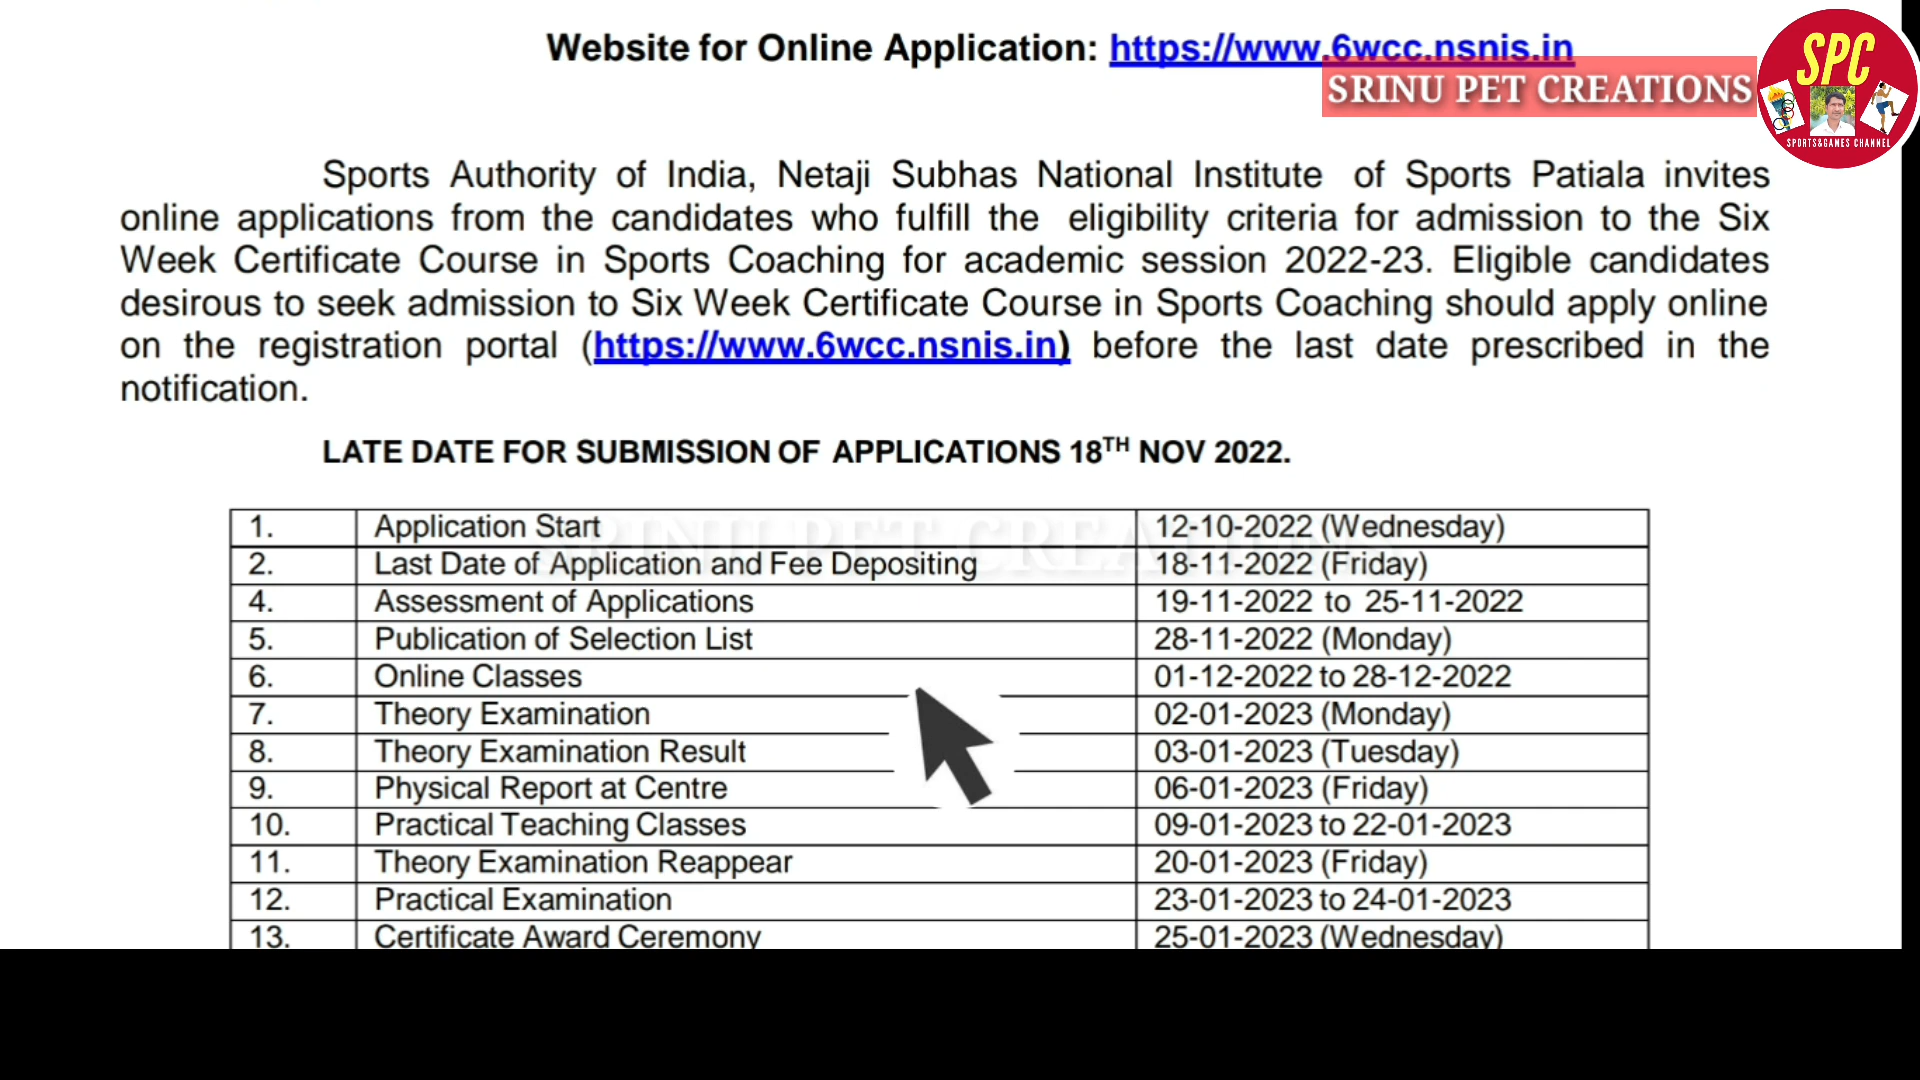 Website for Online Application: https://www.6wcc.nsnis.in
SPC
SRINU PET CREATIONS
SPORTS&GAMES CHANNEL
Sports Authority of India, Netaji Subhas National Institute of Sports Patiala invites
online applications from the candidates who fulfill the eligibility criteria for admission to the Six
Week Certificate Course in Sports Coaching for academic session 2022-23. Eligible candidates
desirous to seek admission to Six Week Certificate Course in Sports Coaching should apply online
on the registration portal (https://www.6wcc.nsnis.in) before the last date prescribed in the
notification.
LATE DATE FOR SUBMISSION OF APPLICATIONS 18TH NOV 2022.
SRINU PET CREATIONS
1. Application Start 12-10-2022 (Wednesday)
2. Last Date of Application and Fee Depositing 18-11-2022 (Friday)
4. Assessment of Applications 19-11-2022 to 25-11-2022
5. Publication of Selection List 28-11-2022 (Monday)
6. Online Classes 01-12-2022 to 28-12-2022
7. Theory Examination 02-01-2023 (Monday)
8. Theory Examination Result 03-01-2023 (Tuesday)
9. Physical Report at Centre 06-01-2023 (Friday)
10. Practical Teaching Classes 09-01-2023 to 22-01-2023
11. Theory Examination Reappear 20-01-2023 (Friday)
12. Practical Examination 23-01-2023 to 24-01-2023
13. Certificate Award Ceremony 25-01-2023 (Wednesday)